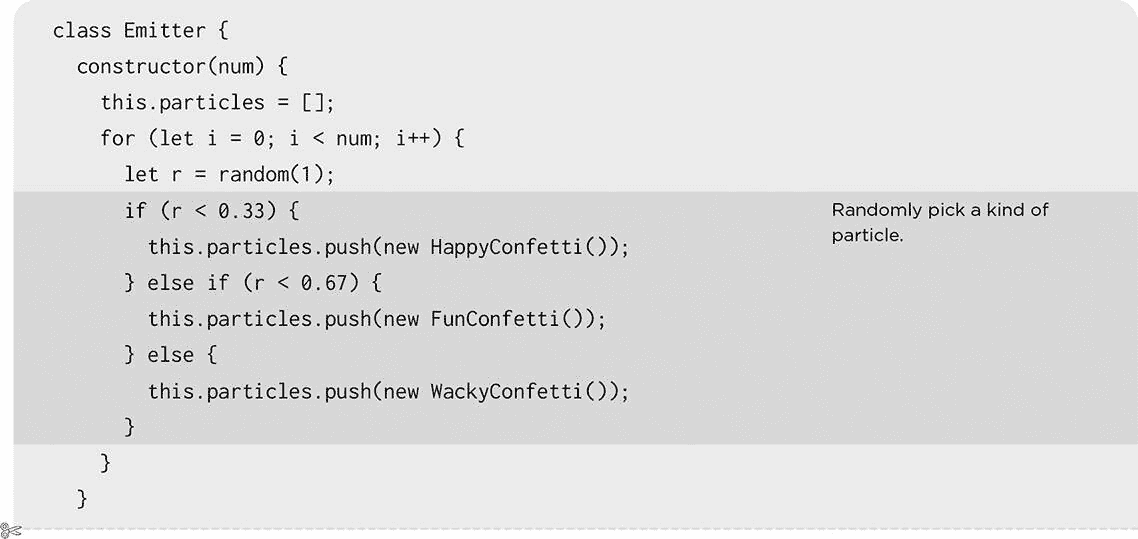 class Emitter {
constructor(num) {
this.particles = [];
for (let i = 0; i < num; i++) {
let r = random(1);
if (r < 0.33) {
Randomly pick a kind of
particle.
this.particles.push(new HappyConfetti());
} else if (r < 0.67) {
this.particles.push(new FunConfetti());
} else {
this.particles.push(new WackyConfetti());
}
}
}